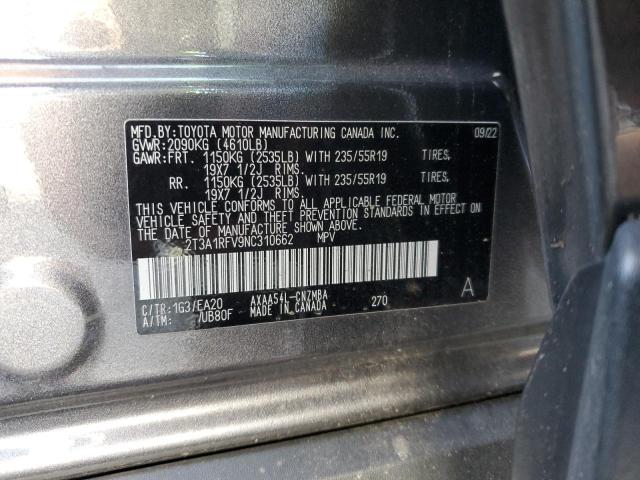 MFD.BY:TOYOTA MOTOR MANUFACTURING CANADA INC. 09/22
GVWR:2090KG (4610LB)
GAWR:FRT. 1150KG (2535LB) WITH 235/55R19 TIRES,
19X7 1/2J RIMS.
RR. 1150KG (2535LB) WITH 235/55R19 TIRES,
19X7 1/2J RIMS.
THIS VEHICLE CONFORMS TO ALL APPLICABLE FEDERAL MOTOR
VEHICLE SAFETY AND THEFT PREVENTION STANDARDS IN EFFECT
ON THE DATE OF MANUFACTURE SHOWN ABOVE.
2T3A1RFV9NC310662 MPV
C/TR:1G3/EA20 AXAA54L-CNZMBA 270 A
A/TM: /UB80F MADE IN CANADA